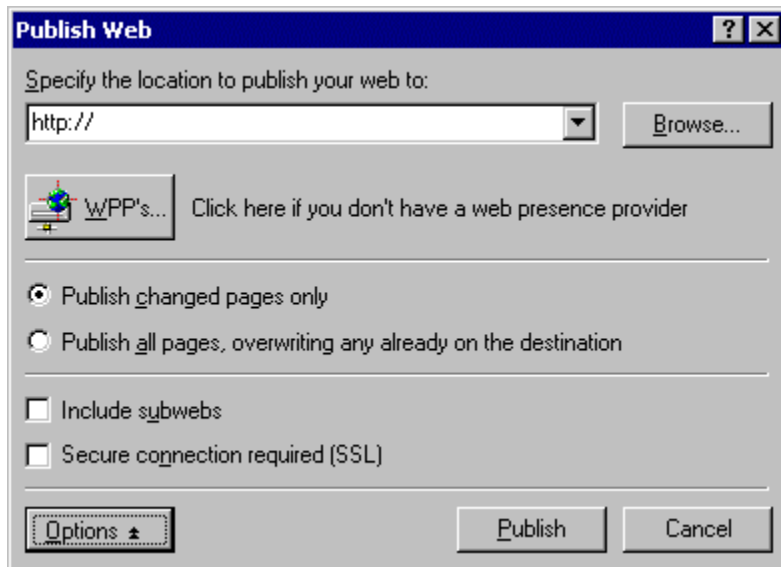 Publish Web
Specify the location to publish your web to:
http://
Browse...
WPP's...
Click here if you don't have a web presence provider
Publish changed pages only
Publish all pages, overwriting any already on the destination
Include subwebs
Secure connection required (SSL)
Options
Publish
Cancel